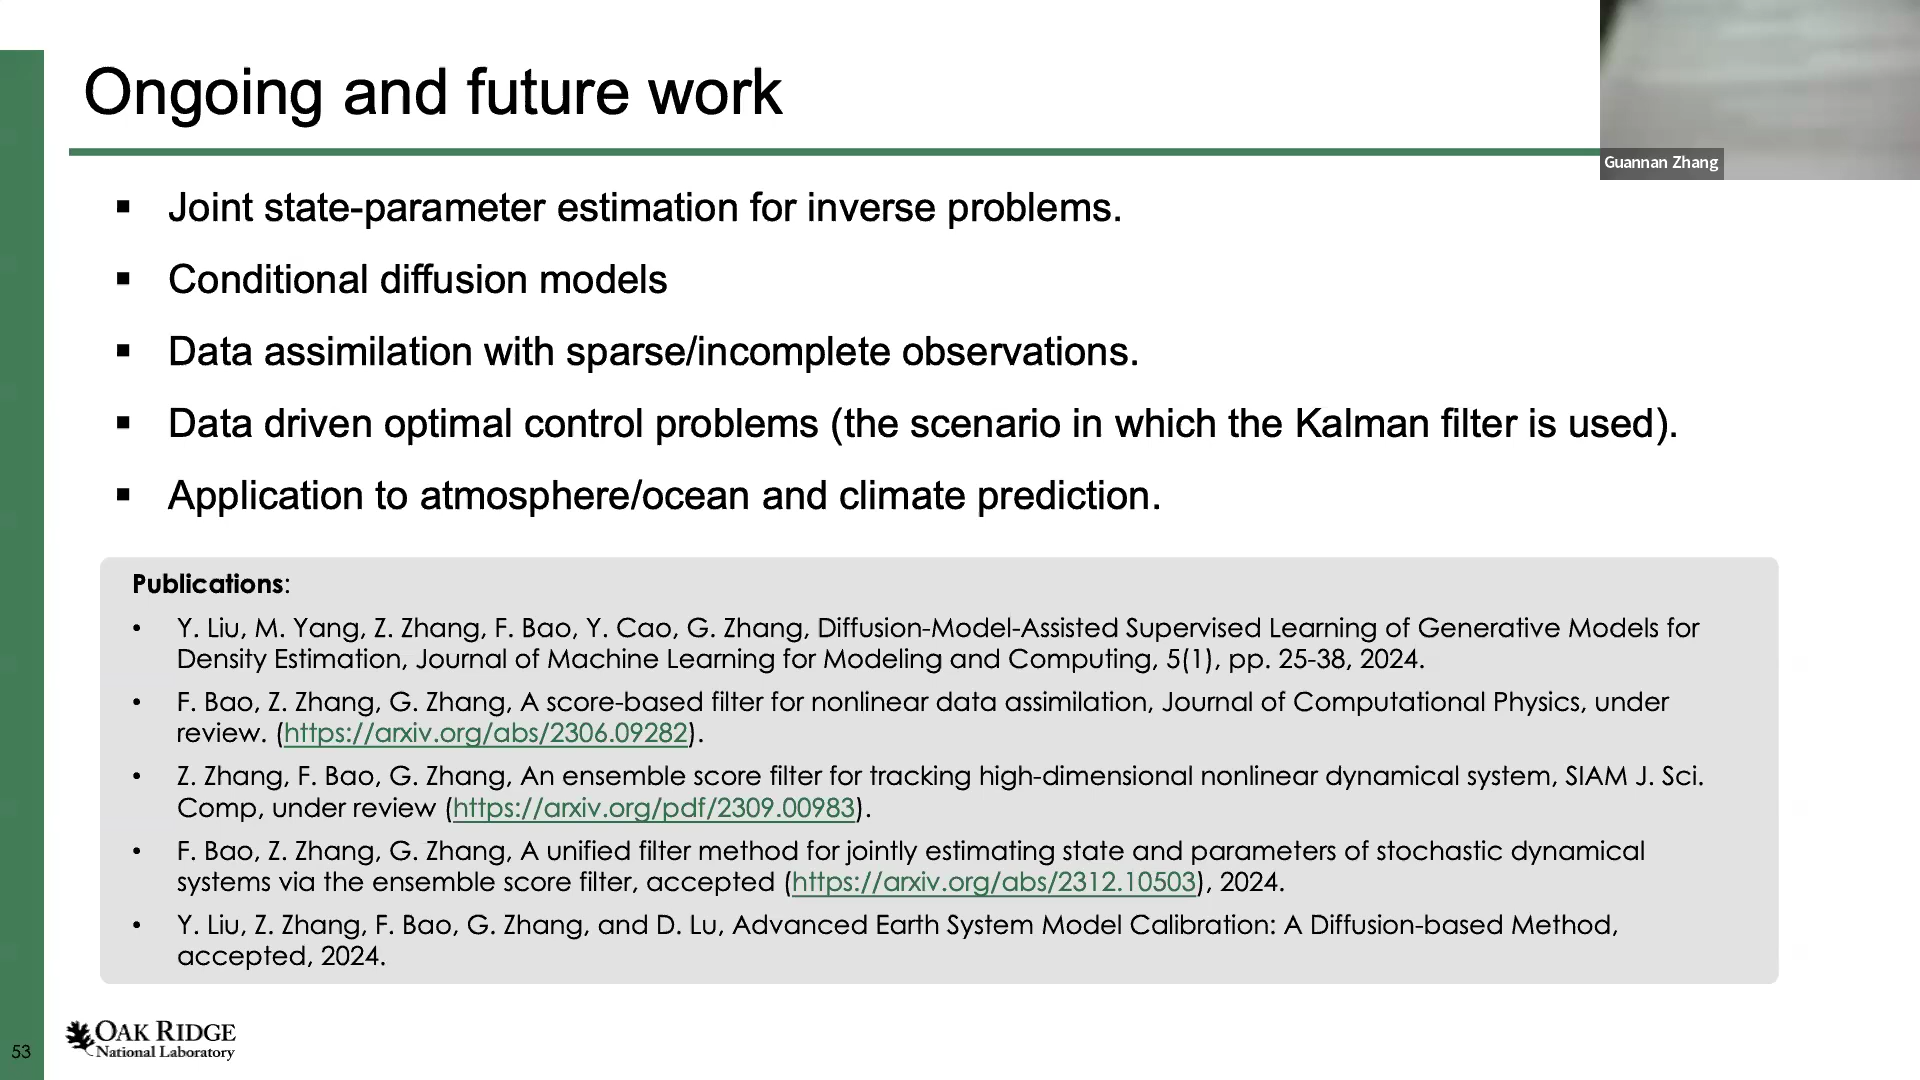 Ongoing and future work
Guannan Zhang
▪ Joint state-parameter estimation for inverse problems.
▪ Conditional diffusion models
▪ Data assimilation with sparse/incomplete observations.
▪ Data driven optimal control problems (the scenario in which the Kalman filter is used).
▪ Application to atmosphere/ocean and climate prediction.
Publications:
• Y. Liu, M. Yang, Z. Zhang, F. Bao, Y. Cao, G. Zhang, Diffusion-Model-Assisted Supervised Learning of Generative Models for
Density Estimation, Journal of Machine Learning for Modeling and Computing, 5(1), pp. 25-38, 2024.
• F. Bao, Z. Zhang, G. Zhang, A score-based filter for nonlinear data assimilation, Journal of Computational Physics, under
review. (https://arxiv.org/abs/2306.09282).
• Z. Zhang, F. Bao, G. Zhang, An ensemble score filter for tracking high-dimensional nonlinear dynamical system, SIAM J. Sci.
Comp, under review (https://arxiv.org/pdf/2309.00983).
• F. Bao, Z. Zhang, G. Zhang, A unified filter method for jointly estimating state and parameters of stochastic dynamical
systems via the ensemble score filter, accepted (https://arxiv.org/abs/2312.10503), 2024.
• Y. Liu, Z. Zhang, F. Bao, G. Zhang, and D. Lu, Advanced Earth System Model Calibration: A Diffusion-based Method,
accepted, 2024.
OAK RIDGE
National Laboratory
53